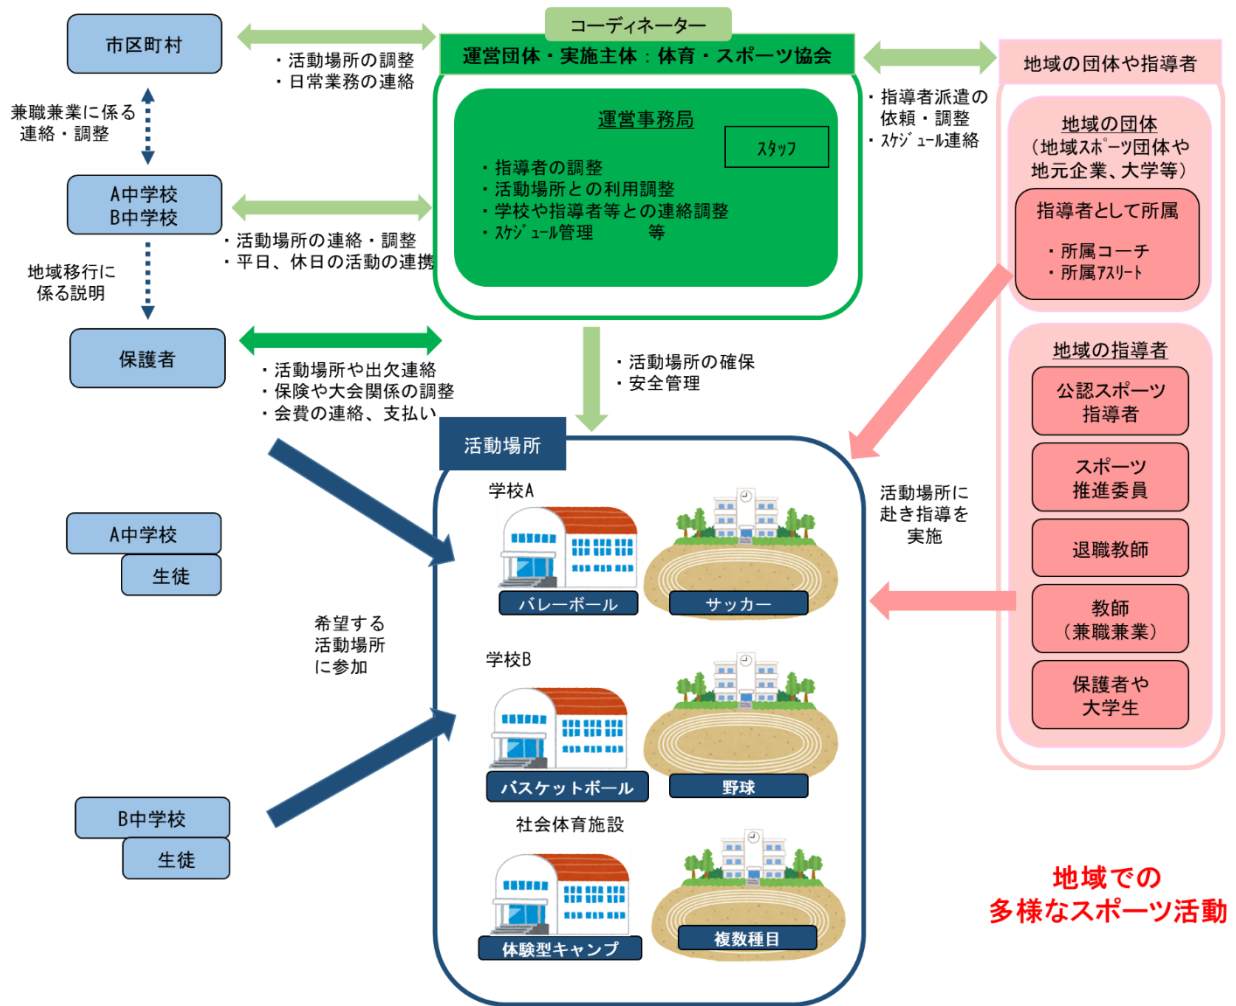 コーディネーター
運営団体・実施主体：体育・スポーツ協会
市区町村
・活動場所の調整
・日常業務の連絡
兼職兼業に係る
連絡・調整
A中学校
B中学校
・活動場所の連絡・調整
・平日、休日の活動の連携
地域移行に
係る説明
保護者
・活動場所や出欠連絡
・保険や大会関係の調整
・会費の連絡、支払い
運営事務局
スタッフ
・指導者の調整
・活動場所との利用調整
・学校や指導者等との連絡調整
・スケジュール管理　　　等
・指導者派遣の
依頼・調整
・スケジュール連絡
地域の団体や指導者
地域の団体
（地域スポーツ団体や
地元企業、大学等）
指導者として所属
・所属コーチ
・所属アスリート
地域の指導者
公認スポーツ
指導者
スポーツ
推進委員
退職教師
教師
（兼職兼業）
保護者や
大学生
・活動場所の確保
・安全管理
活動場所に
赴き指導を
実施
A中学校
生徒
希望する
活動場所
に参加
B中学校
生徒
活動場所
学校A
バレーボール
サッカー
学校B
バスケットボール
野球
社会体育施設
体験型キャンプ
複数種目
地域での
多様なスポーツ活動